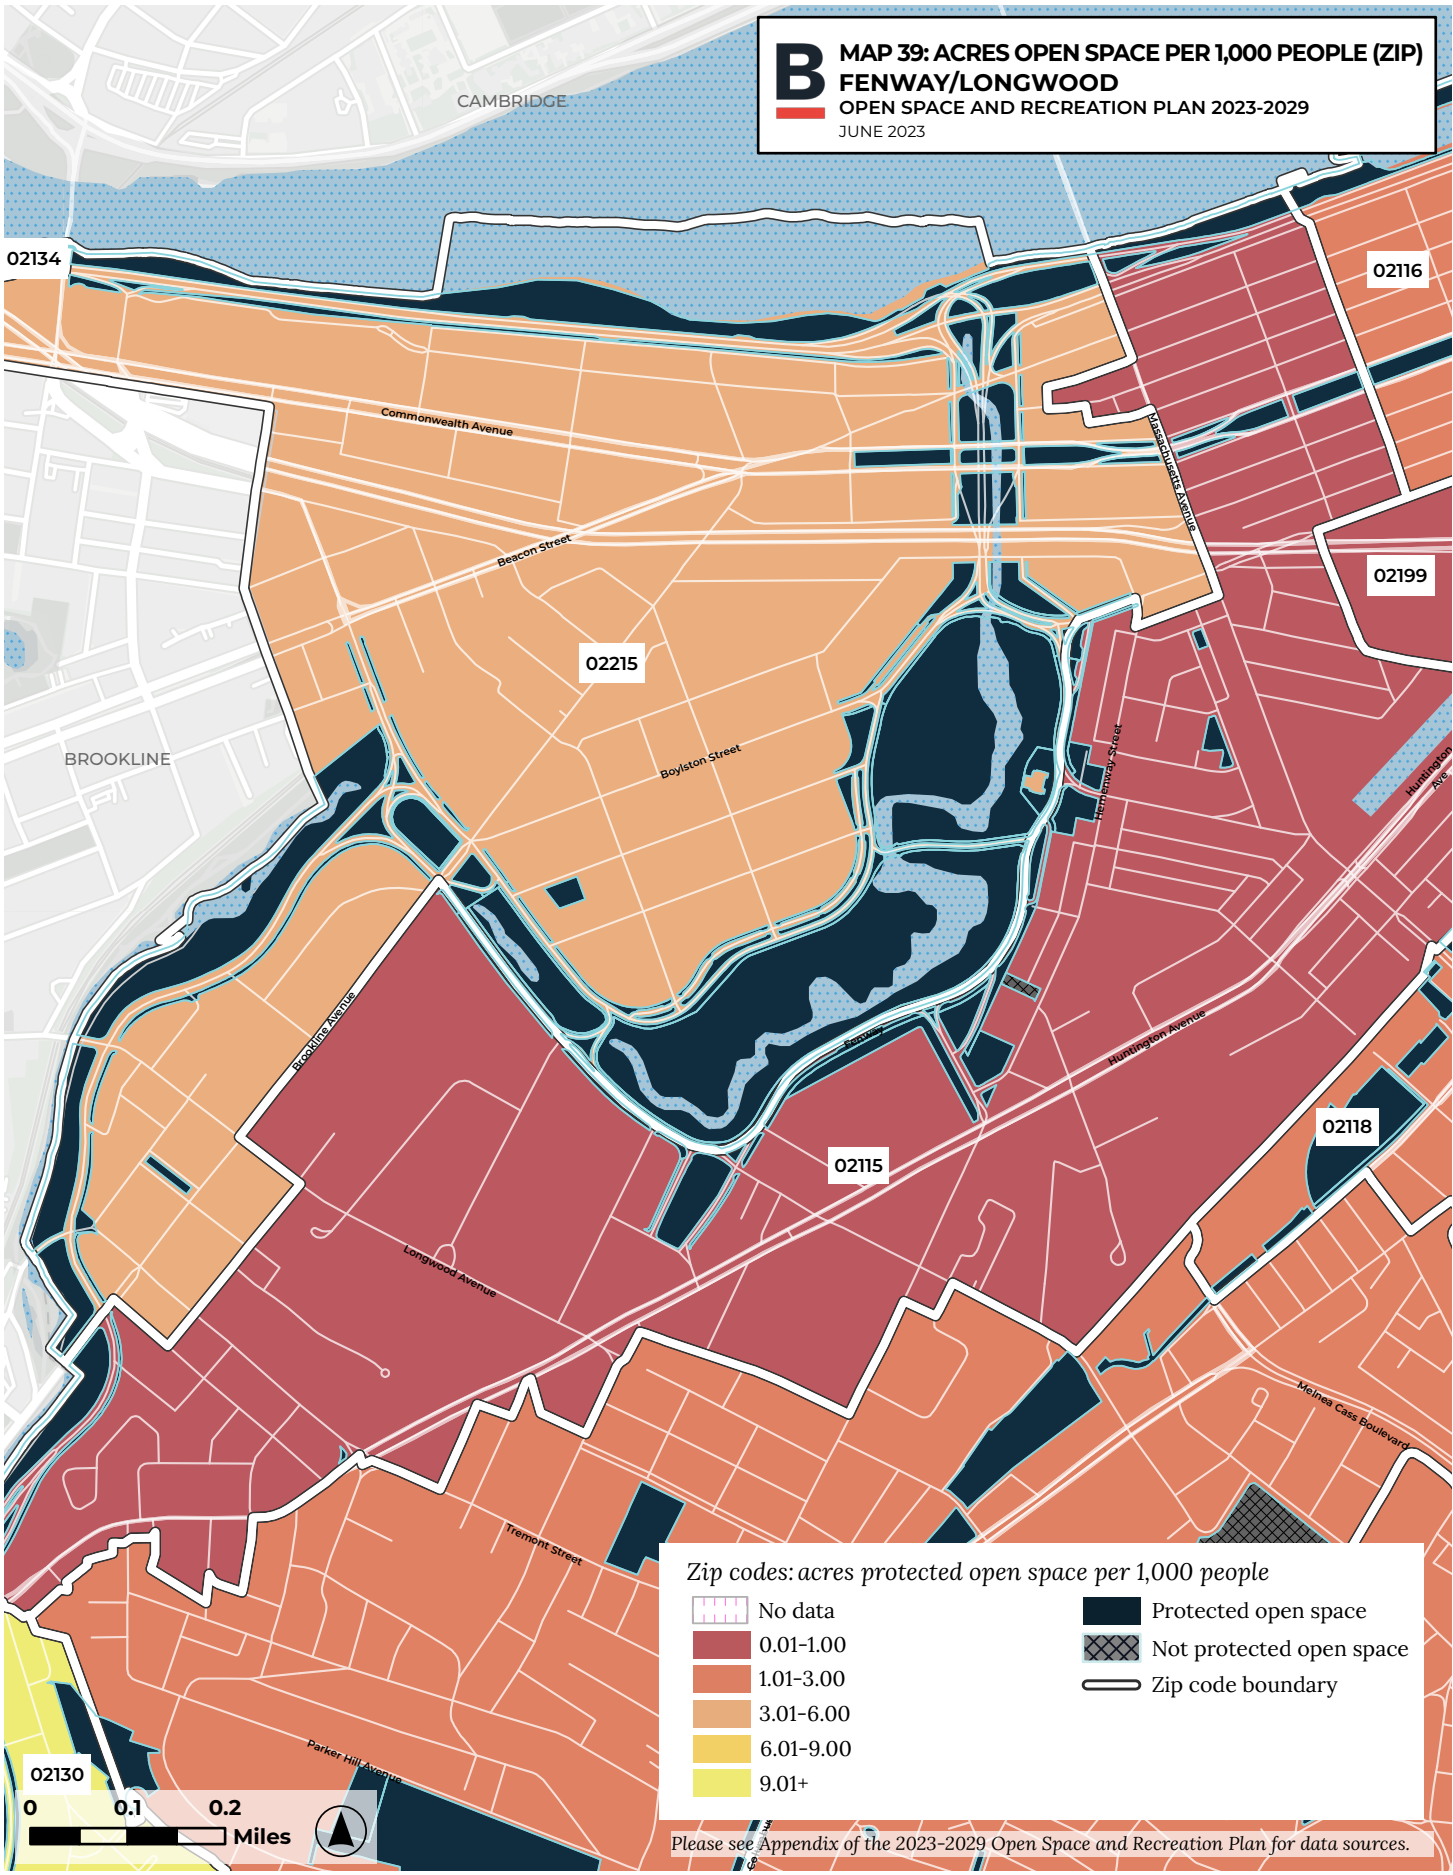 B
MAP 39: ACRES OPEN SPACE PER 1,000 PEOPLE (ZIP)
FENWAY/LONGWOOD
OPEN SPACE AND RECREATION PLAN 2023-2029
JUNE 2023
CAMBRIDGE
02134
02116
Commonwealth Avenue
Massachusetts Avenue
Beacon Street
02199
02215
BROOKLINE
Boylston Street
Hemenway Street
Huntington
Ave
Brookline Avenue
Fenway
Huntington Avenue
02118
02115
Longwood Avenue
Melnea Cass Boulevard
Tremont Street
Parker Hill Avenue
02130
Zip codes: acres protected open space per 1,000 people
No data
0.01-1.00
1.01-3.00
3.01-6.00
6.01-9.00
9.01+
Protected open space
Not protected open space
Zip code boundary
0 0.1 0.2
Miles
Please see Appendix of the 2023-2029 Open Space and Recreation Plan for data sources.